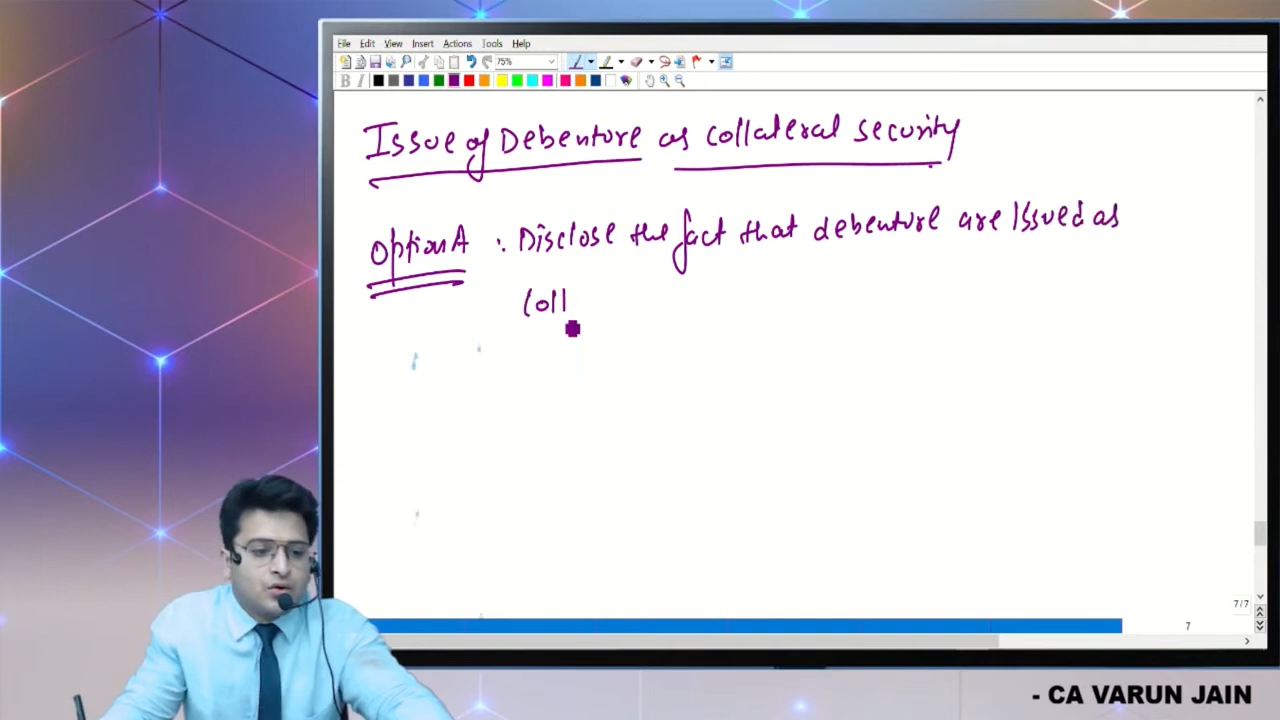 File Edit View Insert Actions Tools Help
75%
B I
Issue of Debenture as collateral security
Option A : Disclose the fact that debenture are Issued as
Coll
7/7
7
- CA VARUN JAIN